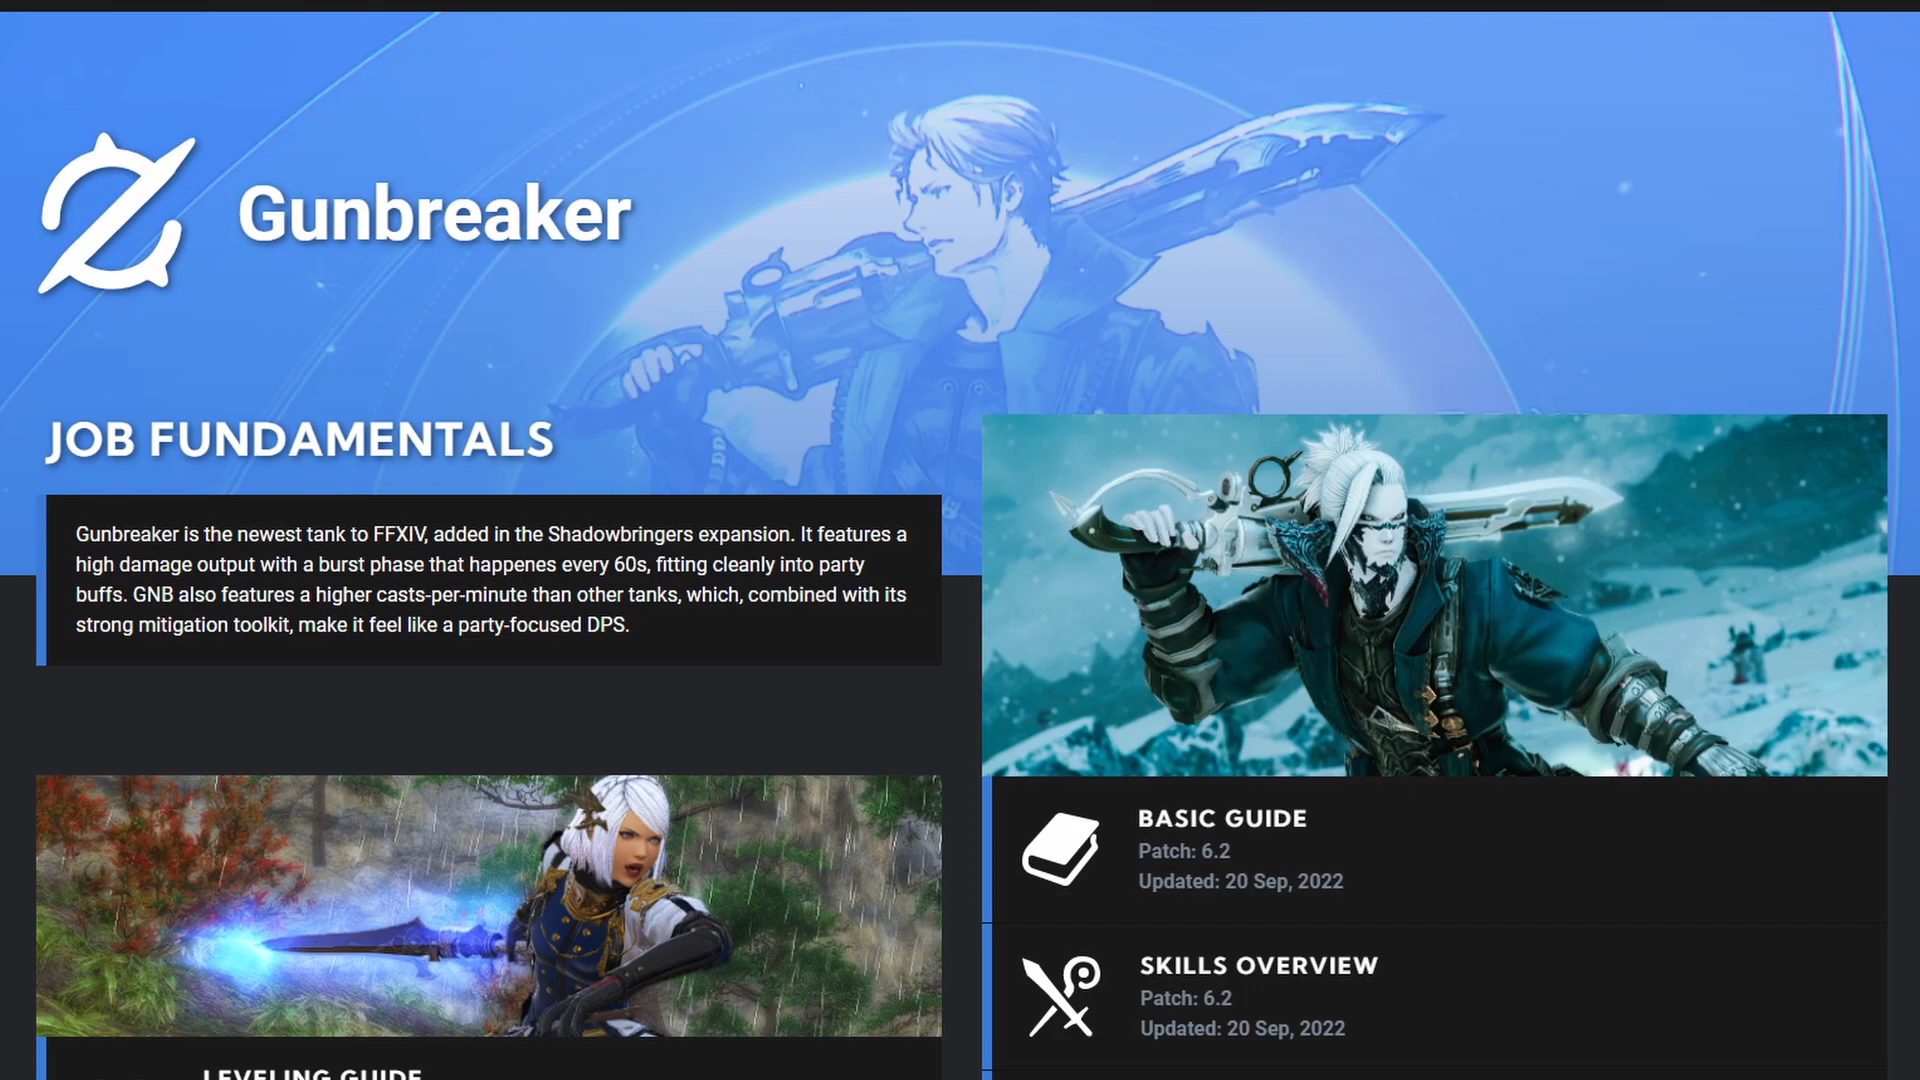 Gunbreaker
JOB FUNDAMENTALS
Gunbreaker is the newest tank to FFXIV, added in the Shadowbringers expansion. It features a
high damage output with a burst phase that happenes every 60s, fitting cleanly into party
buffs. GNB also features a higher casts-per-minute than other tanks, which, combined with its
strong mitigation toolkit, make it feel like a party-focused DPS.
BASIC GUIDE
Patch: 6.2
Updated: 20 Sep, 2022
SKILLS OVERVIEW
Patch: 6.2
Updated: 20 Sep, 2022
LEVELING GUIDE